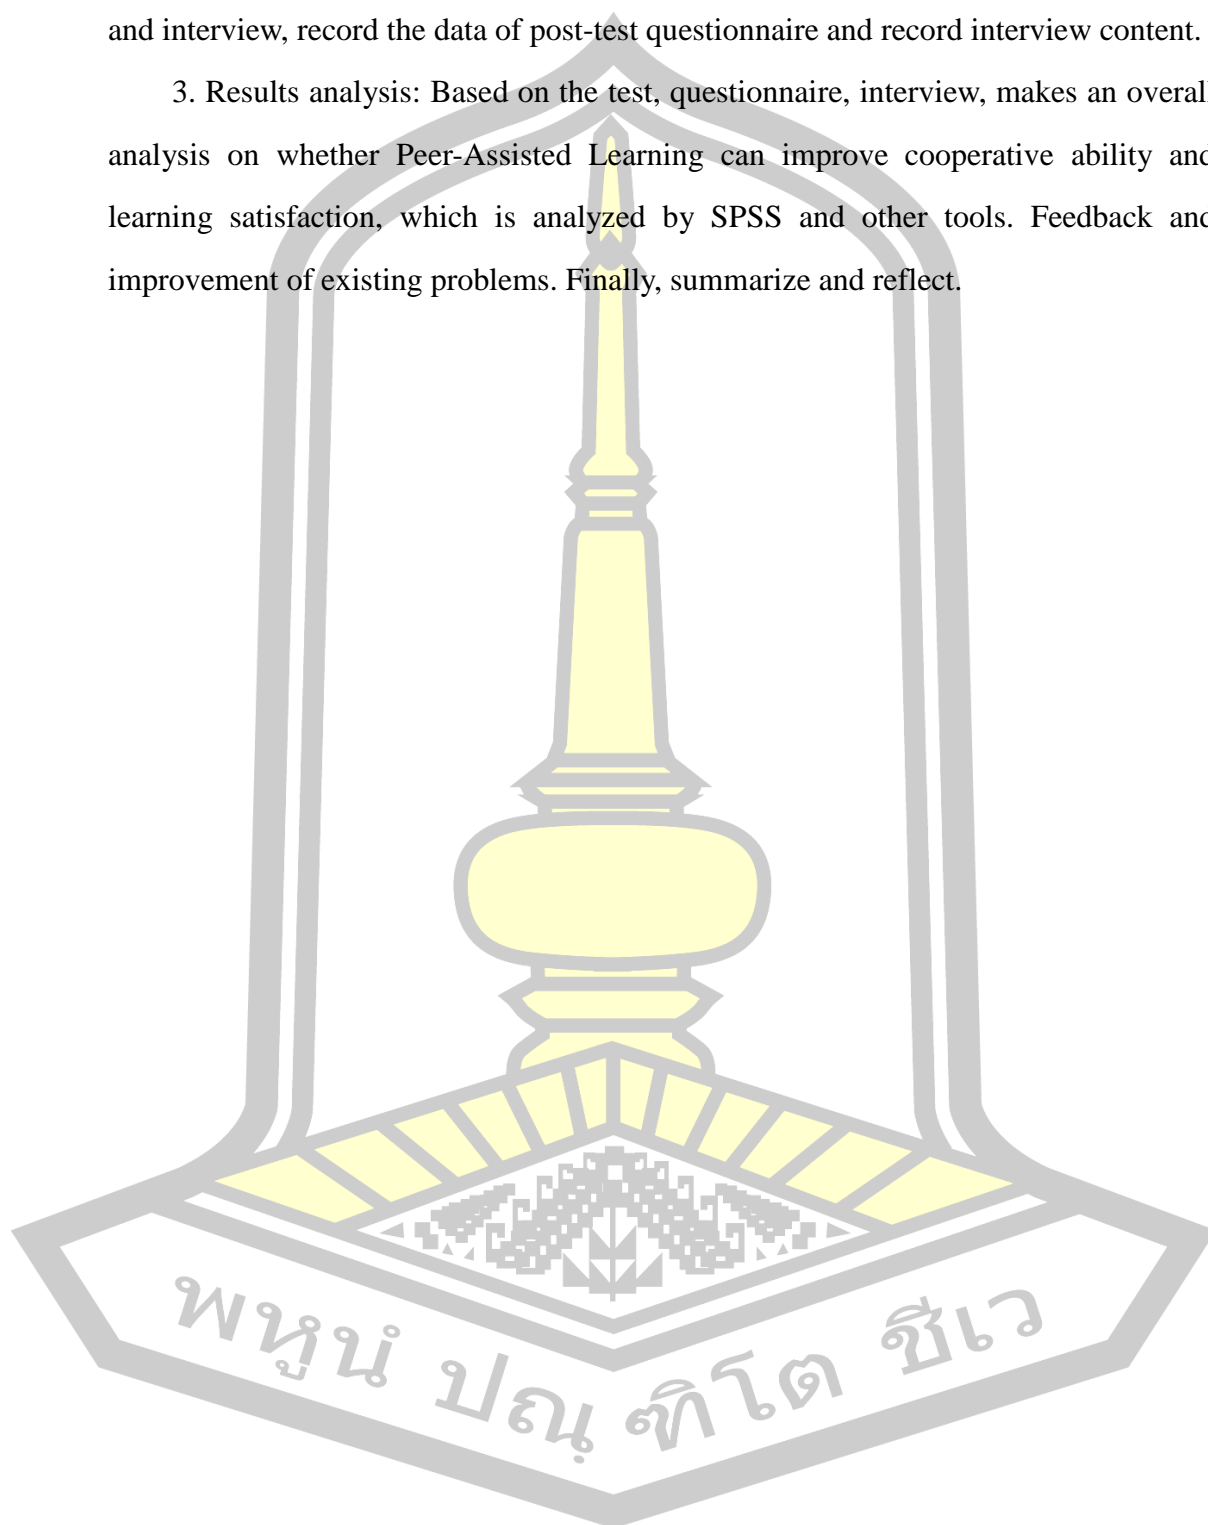 and interview, record the data of post-test questionnaire and record interview content.
3. Results analysis: Based on the test, questionnaire, interview, makes an overall
analysis on whether Peer-Assisted Learning can improve cooperative ability and
learning satisfaction, which is analyzed by SPSS and other tools. Feedback and
improvement of existing problems. Finally, summarize and reflect.
พหูนํ ปณฺ ฑิโต ชีเว